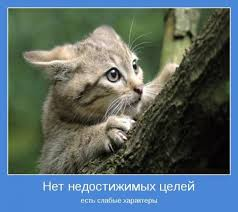 Нет недостижимых целей
есть слабые характеры